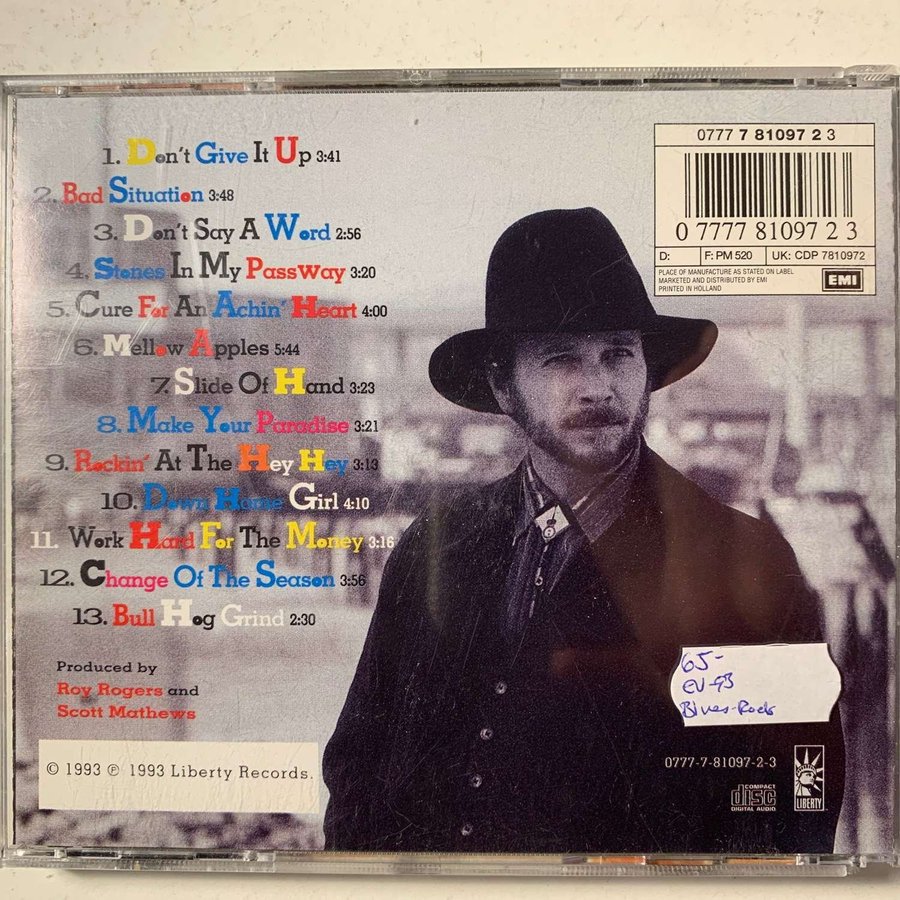 1. Don't Give It Up 3:41
2. Bad Situation 3:48
3. Don't Say A Word 2:56
4. Stones In My PassWay 3:20
5. Cure For An Achin' Heart 4:00
6. Mellow Apples 5:44
7. Slide Of Hand 3:23
8. Make Your Paradise 3:21
9. Rockin' At The Hey Hey 3:13
10. Down Home Girl 4:10
11. Work Hard For The Money 3:16
12. Change Of The Season 3:56
13. Bull Hog Grind 2:30
Produced by
Roy Rogers and
Scott Mathews
© 1993 ℗ 1993 Liberty Records.
0777 7 81097 2 3
0 77778 1097 2 3
D: F: PM 520 UK: CDP 7810972
PLACE OF MANUFACTURE AS STATED ON LABEL
MARKETED AND DISTRIBUTED BY EMI
PRINTED IN HOLLAND
EMI
65-
EU-93
Blues-Rock
0777-7-81097-2-3
COMPACT
disc
DIGITAL AUDIO
LIBERTY